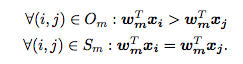 ∀(i, j) ∈ O_m : w_m^T x_i > w_m^T x_j
∀(i, j) ∈ S_m : w_m^T x_i = w_m^T x_j.